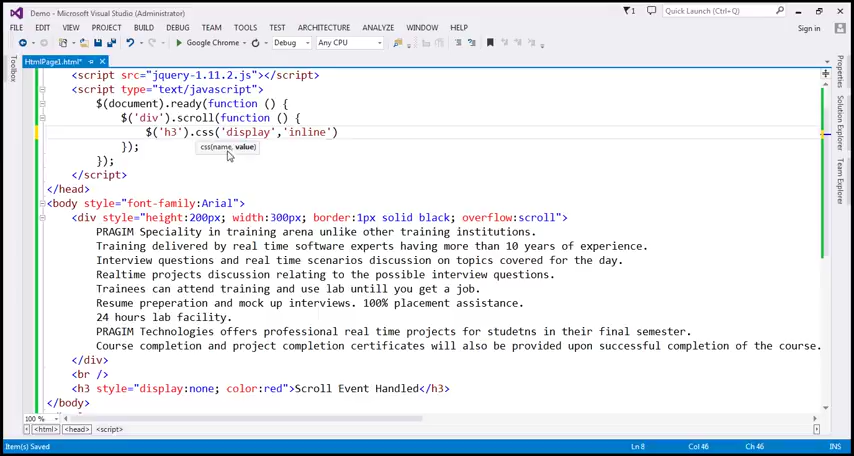 Demo - Microsoft Visual Studio (Administrator)
1
Quick Launch (Ctrl+Q)
FILE EDIT VIEW PROJECT BUILD DEBUG TEAM TOOLS TEST ARCHITECTURE ANALYZE WINDOW HELP
Sign in
Google Chrome Debug Any CPU
HtmlPage1.html*
Toolbox
Properties
Team Explorer
<script src="jquery-1.11.2.js"></script>
<script type="text/javascript">
$(document).ready(function () {
$('div').scroll(function () {
$('h3').css('display','inline')
css(name, value)
});
});
</script>
</head>
<body style="font-family:Arial">
<div style="height:200px; width:300px; border:1px solid black; overflow:scroll">
PRAGIM Speciality in training arena unlike other training institutions.
Training delivered by real time software experts having more than 10 years of experience.
Interview questions and real time scenarios discussion on topics covered for the day.
Realtime projects discussion relating to the possible interview questions.
Trainees can attend training and use lab untill you get a job.
Resume preperation and mock up interviews. 100% placement assistance.
24 hours lab facility.
PRAGIM Technologies offers professional real time projects for studetns in their final semester.
Course completion and project completion certificates will also be provided upon successful completion of the course.
</div>
<br />
<h3 style="display:none; color:red">Scroll Event Handled</h3>
</body>
100 %
<html> <head> <script>
Item(s) Saved
Ln 8 Col 46 Ch 46 INS